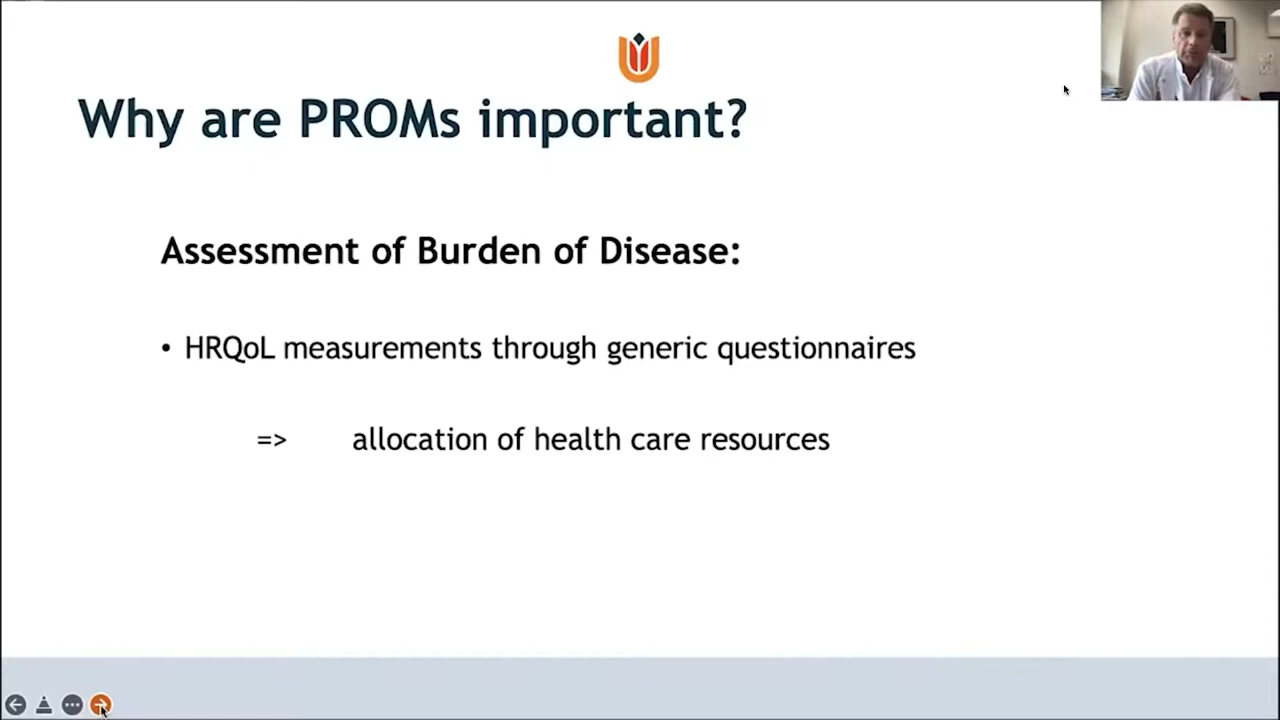 Why are PROMs important?
Assessment of Burden of Disease:
• HRQoL measurements through generic questionnaires
=> allocation of health care resources